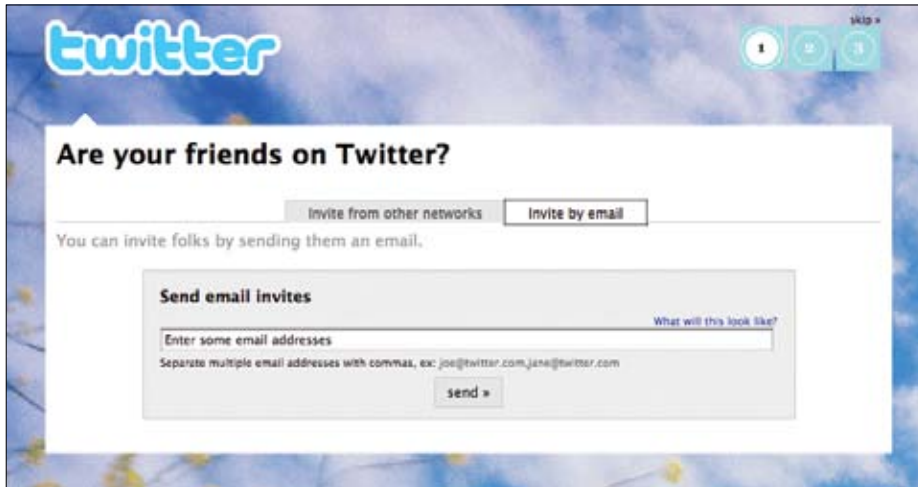 twitter
skip »
1 2 3
Are your friends on Twitter?
Invite from other networks Invite by email
You can invite folks by sending them an email.
Send email invites
What will this look like?
Enter some email addresses
Separate multiple email addresses with commas, ex: joe@twitter.com,jane@twitter.com
send »